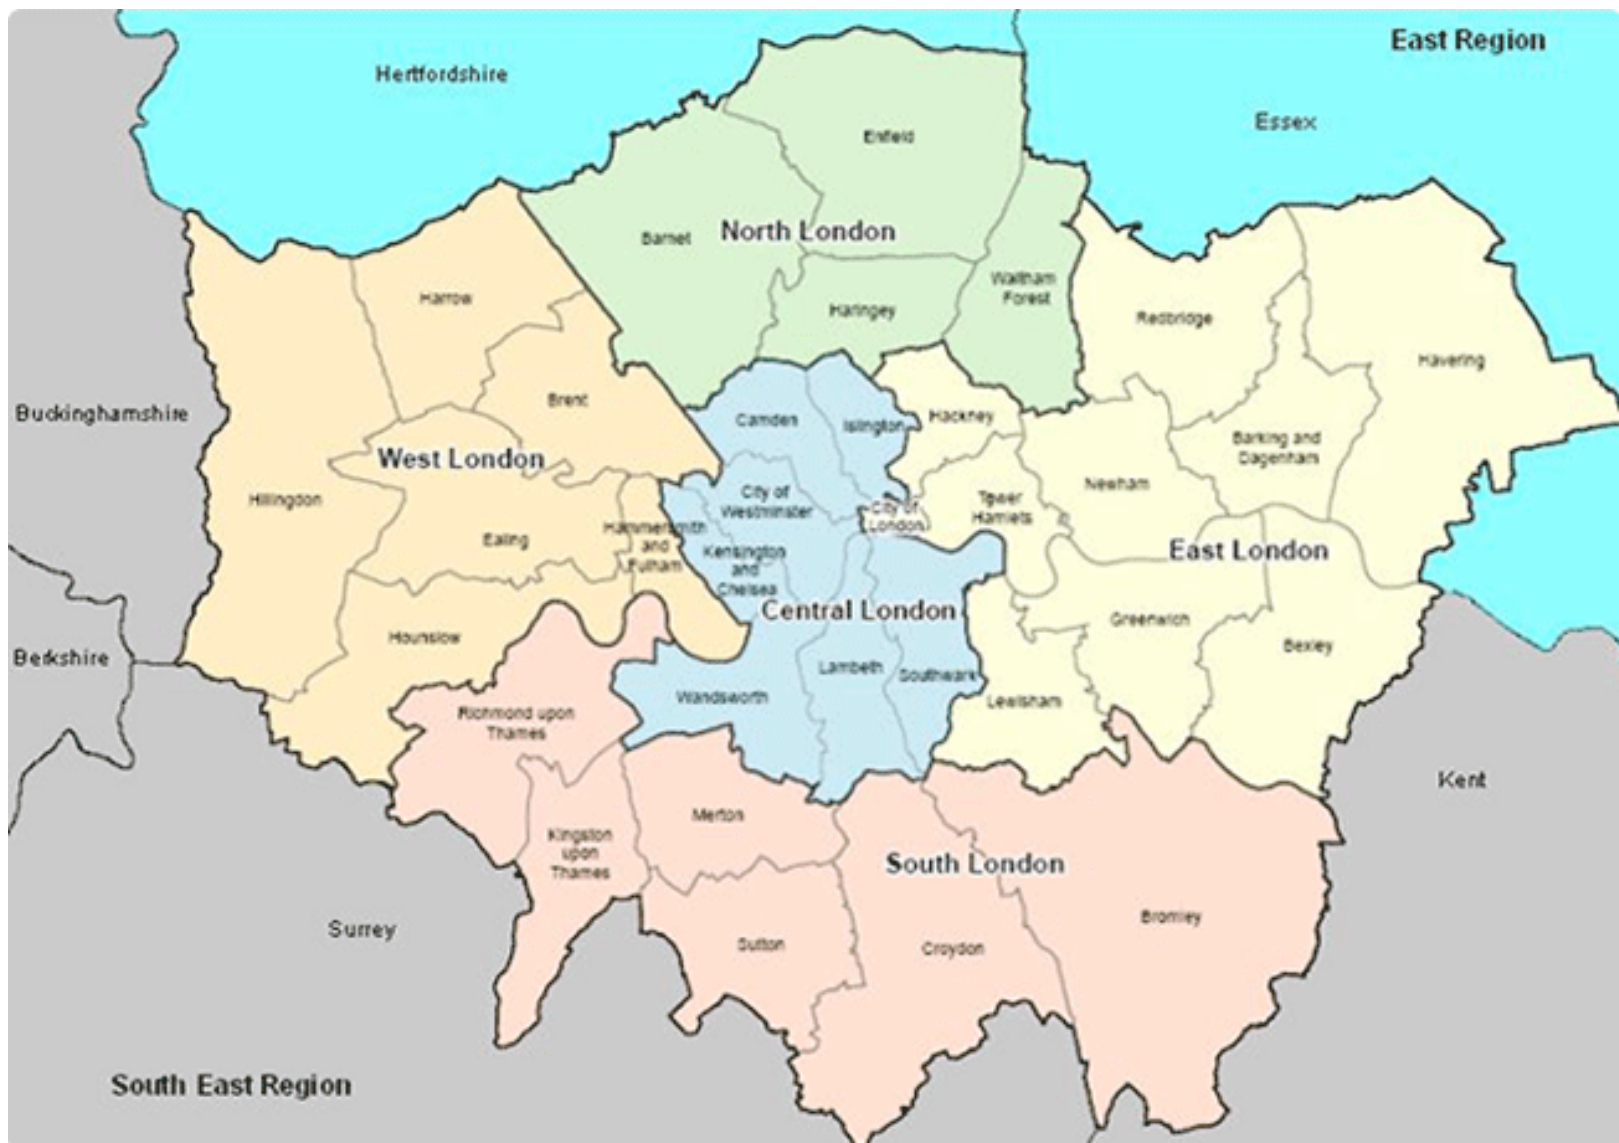 East Region
Hertfordshire
Essex
Enfield
Barnet
North London
Waltham
Forest
Haringey
Redbridge
Harrow
Havering
Buckinghamshire
Brent
Camden
Islington
Hackney
Barking and
Dagenham
West London
Hillingdon
City of
Westminster
City of
London
Tower
Hamlets
Newham
Ealing
Hammersmith
and
Fulham
Kensington
and
Chelsea
East London
Central London
Greenwich
Hounslow
Bexley
Berkshire
Lambeth
Southwark
Wandsworth
Lewisham
Richmond upon
Thames
Kent
Merton
Kingston
upon
Thames
South London
Surrey
Sutton
Croydon
Bromley
South East Region